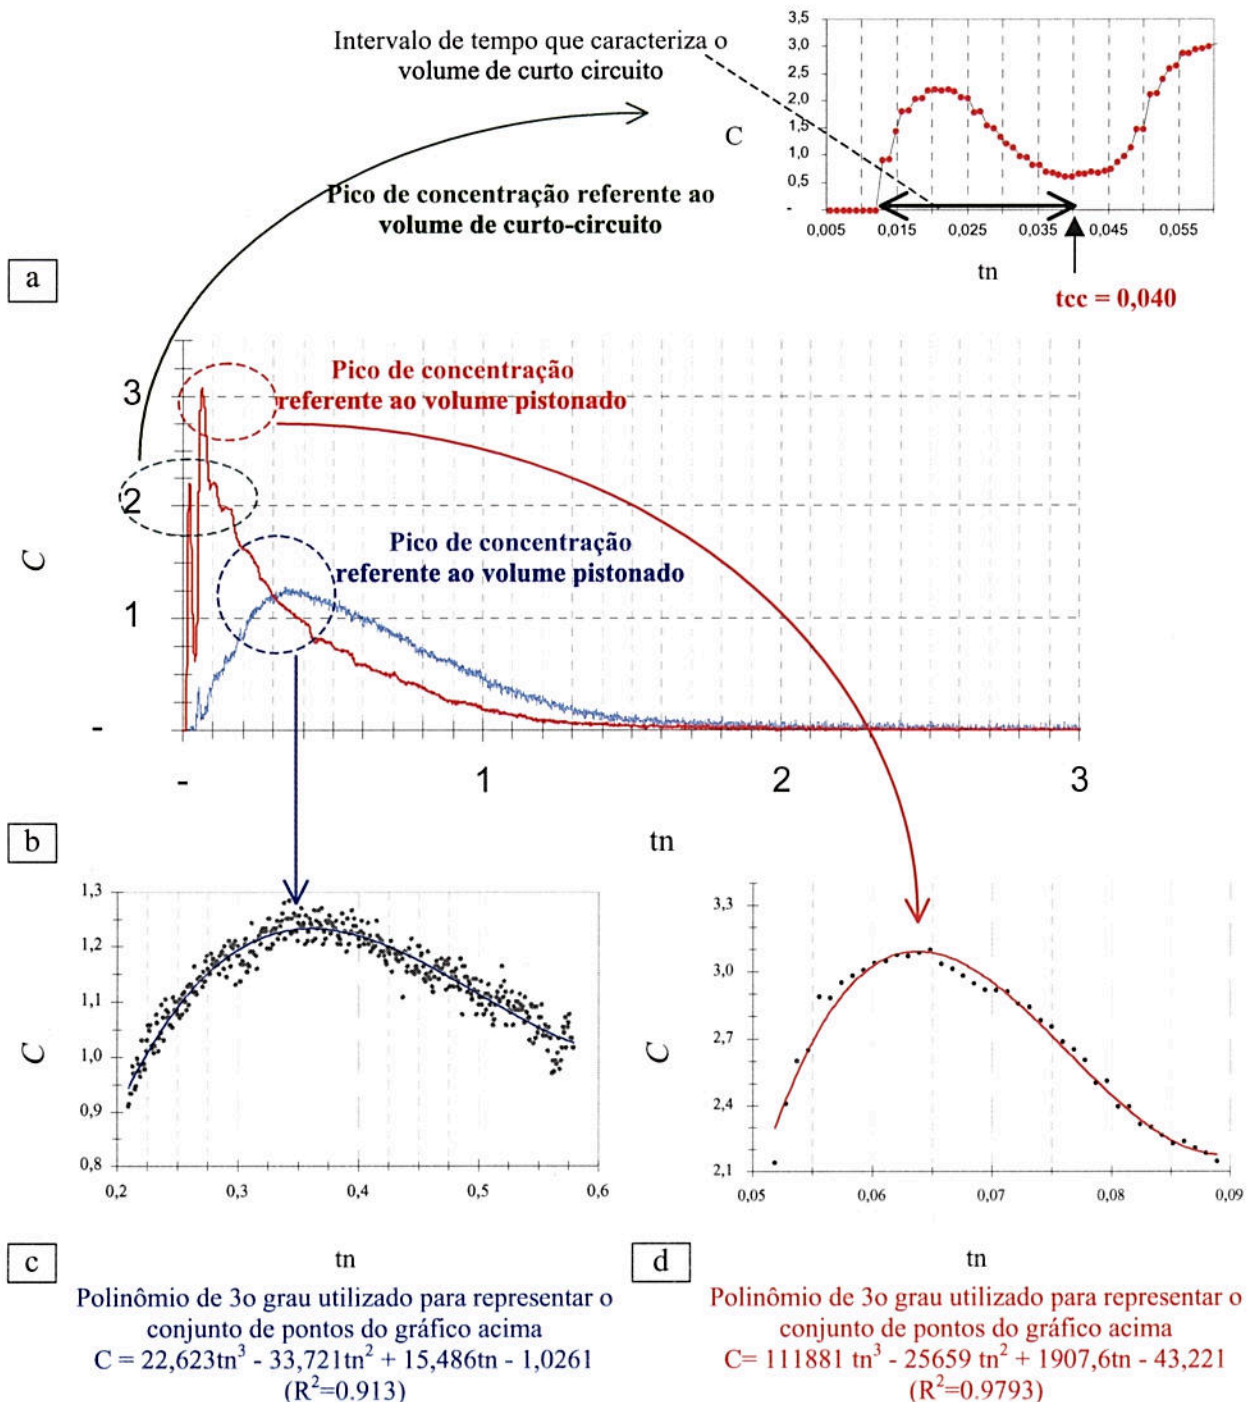 Intervalo de tempo que caracteriza o
volume de curto circuito
3,5
3,0
2,5
2,0
1,5
1,0
0,5
-
C
0,005 0,015 0,025 0,035 0,045 0,055
tn
tcc = 0,040
Pico de concentração referente ao
volume de curto-circuito
a
Pico de concentração
referente ao volume pistonado
3
2
1
-
C
Pico de concentração
referente ao volume pistonado
- 1 2 3
tn
b
1,3
1,2
1,1
1,0
0,9
0,8
C
0,2 0,3 0,4 0,5 0,6
tn
3,3
3,0
2,7
2,4
2,1
C
0,05 0,06 0,07 0,08 0,09
tn
c
Polinômio de 3o grau utilizado para representar o
conjunto de pontos do gráfico acima
C = 22,623tn³ - 33,721tn² + 15,486tn - 1,0261
(R²=0.913)
d
Polinômio de 3o grau utilizado para representar o
conjunto de pontos do gráfico acima
C= 111881 tn³ - 25659 tn² + 1907,6tn - 43,221
(R²=0.9793)